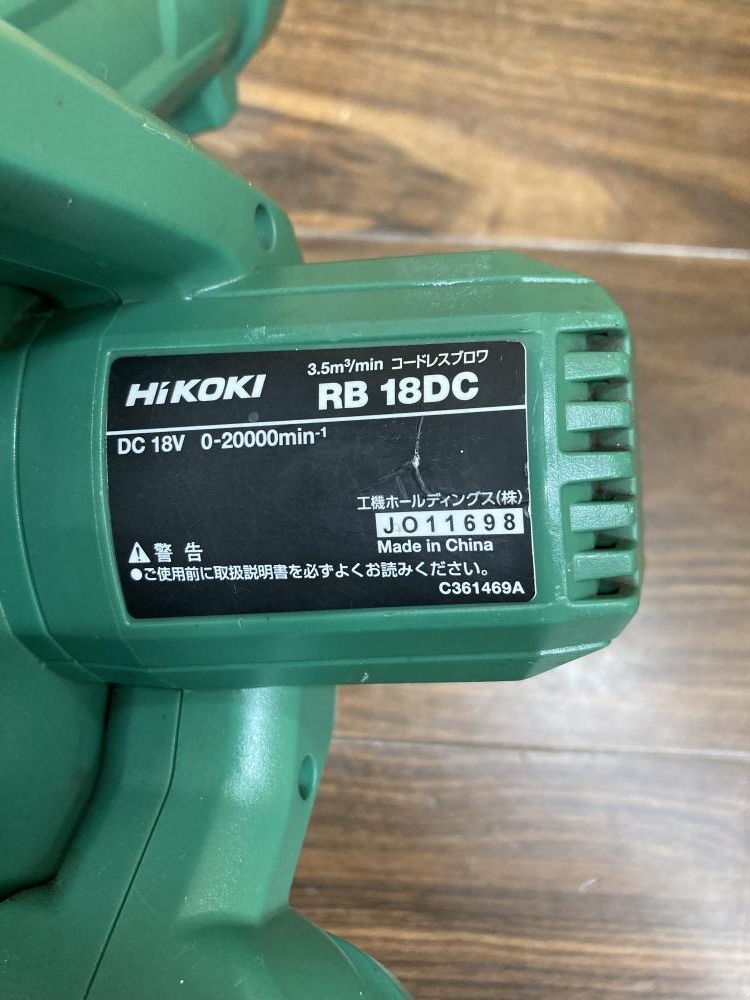 3.5m³/min コードレスブロワ
HiKOKI RB 18DC
DC 18V 0-20000min-1
工機ホールディングス(株)
JO11698
Made in China
⚠警告
●ご使用前に取扱説明書を必ずよくお読みください。
C361469A